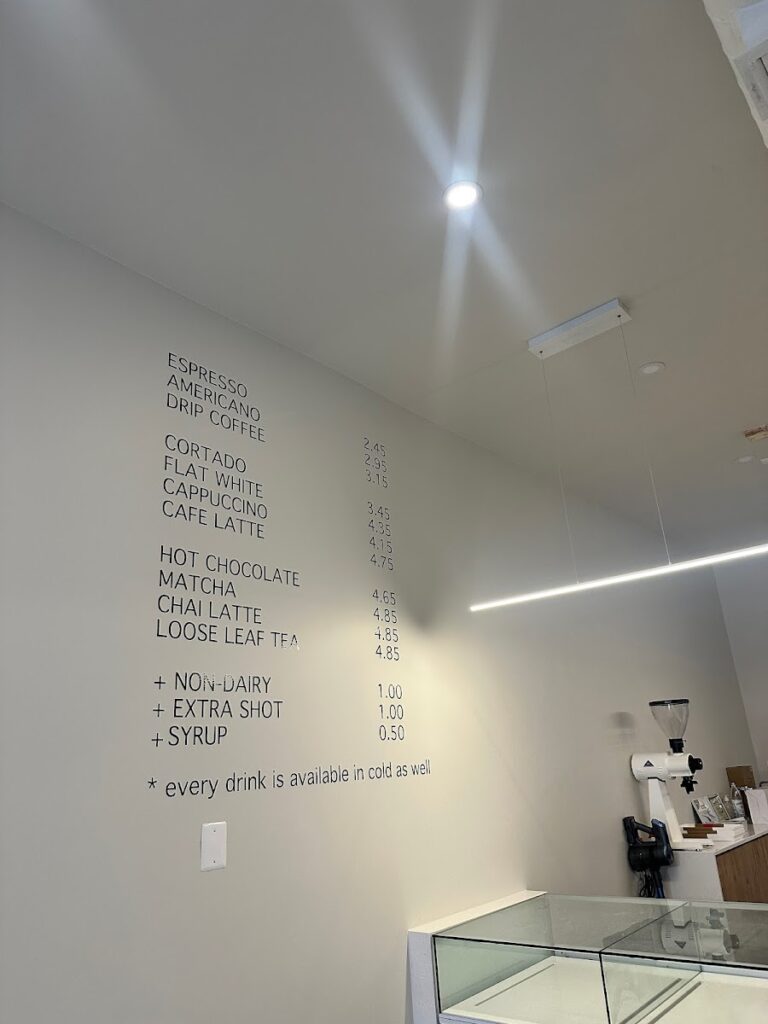 ESPRESSO 2.45
AMERICANO 2.95
DRIP COFFEE 3.15
CORTADO 3.45
FLAT WHITE 4.35
CAPPUCCINO 4.15
CAFE LATTE 4.75
HOT CHOCOLATE 4.65
MATCHA 4.85
CHAI LATTE 4.85
LOOSE LEAF TEA 4.85
+ NON-DAIRY 1.00
+ EXTRA SHOT 1.00
+ SYRUP 0.50
* every drink is available in cold as well